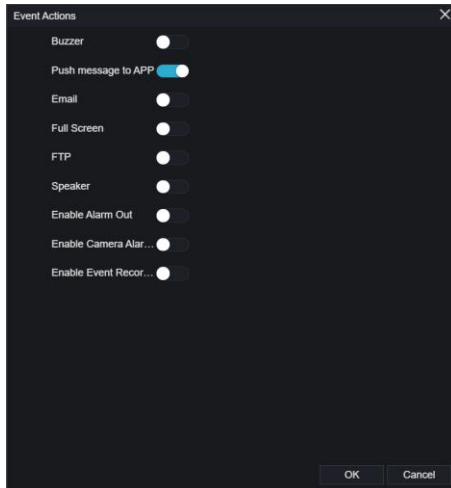 Event Actions
Buzzer
Push message to APP
Email
Full Screen
FTP
Speaker
Enable Alarm Out
Enable Camera Alar...
Enable Event Recor...
OK Cancel